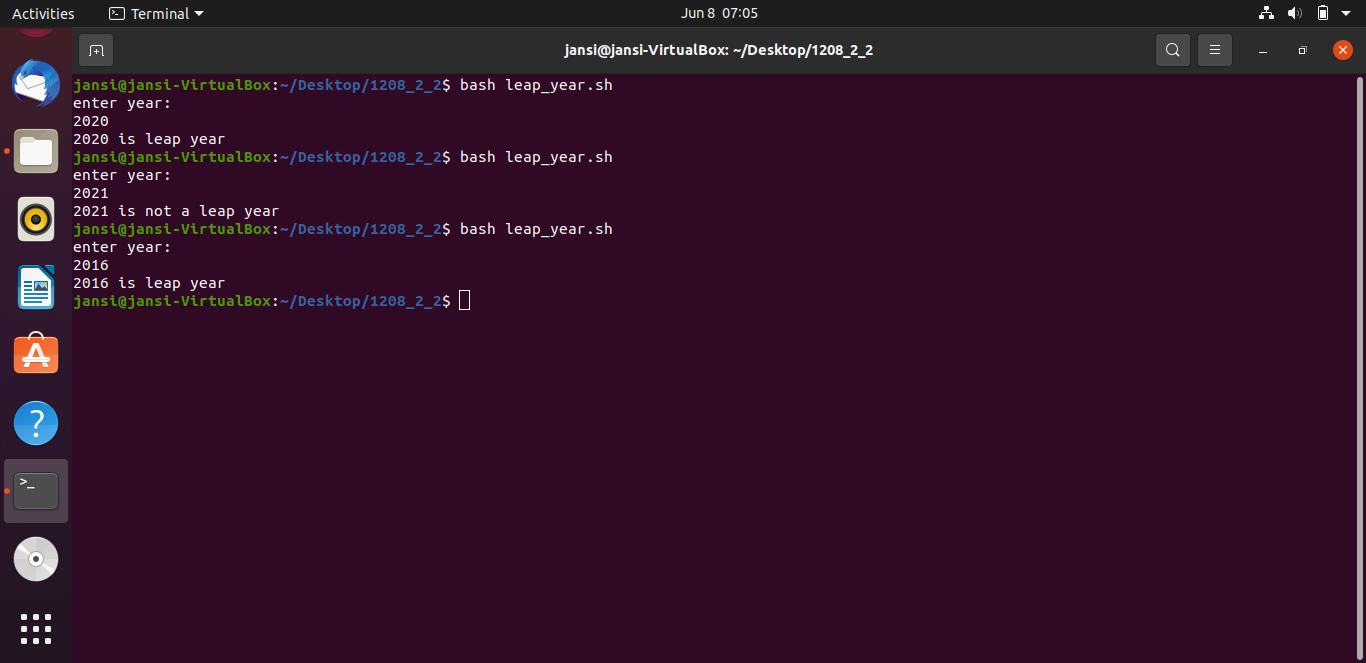 Activities Terminal Jun 8 07:05
jansi@jansi-VirtualBox: ~/Desktop/1208_2_2
jansi@jansi-VirtualBox:~/Desktop/1208_2_2$ bash leap_year.sh
enter year:
2020
2020 is leap year
jansi@jansi-VirtualBox:~/Desktop/1208_2_2$ bash leap_year.sh
enter year:
2021
2021 is not a leap year
jansi@jansi-VirtualBox:~/Desktop/1208_2_2$ bash leap_year.sh
enter year:
2016
2016 is leap year
jansi@jansi-VirtualBox:~/Desktop/1208_2_2$